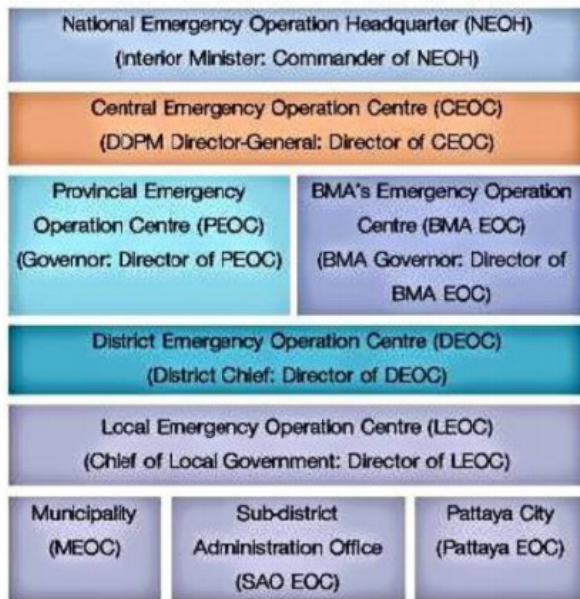 National Emergency Operation Headquarter (NEOH)
(Interior Minister: Commander of NEOH)
Central Emergency Operation Centre (CEOC)
(DDPM Director-General: Director of CEOC)
Provincial Emergency
Operation Centre (PEOC)
(Governor: Director of PEOC)
BMA's Emergency Operation
Centre (BMA EOC)
(BMA Governor: Director of
BMA EOC)
District Emergency Operation Centre (DEOC)
(District Chief: Director of DEOC)
Local Emergency Operation Centre (LEOC)
(Chief of Local Government: Director of LEOC)
Municipality
(MEOC)
Sub-district
Administration Office
(SAO EOC)
Pattaya City
(Pattaya EOC)